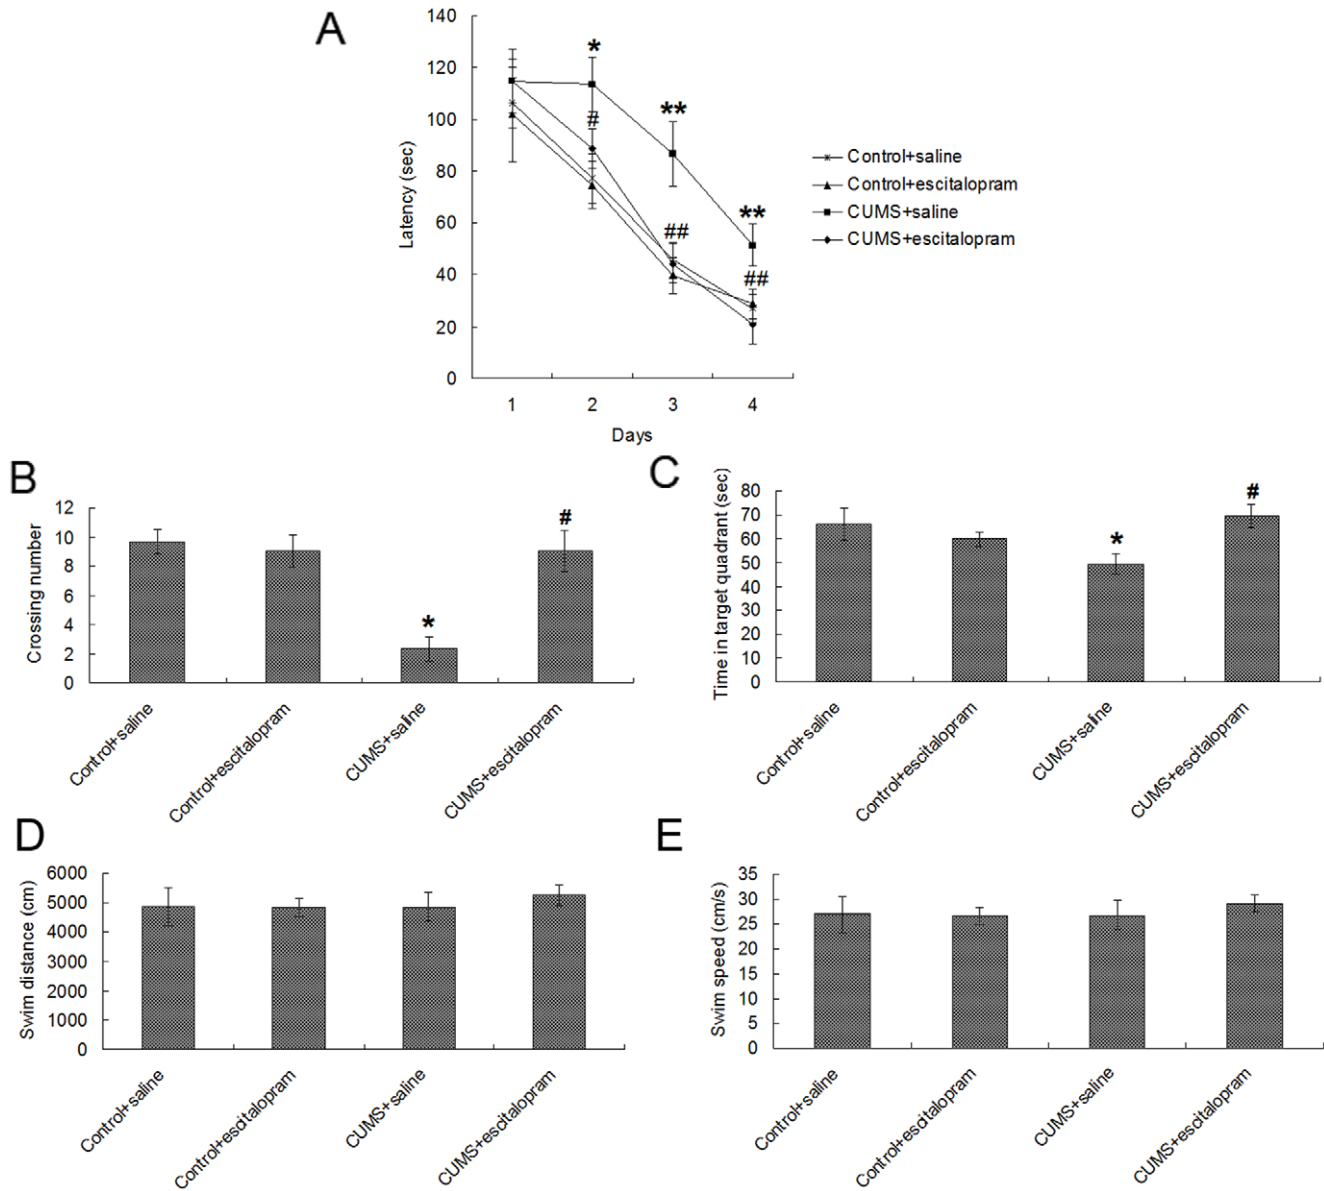 A
140
120
100
80
60
40
20
0
Latency (sec)
*
**
**
#
##
##
1 2 3 4
Days
Control+saline
Control+escitalopram
CUMS+saline
CUMS+escitalopram
B
12
10
8
6
4
2
0
Crossing number
*
#
Control+saline
Control+escitalopram
CUMS+saline
CUMS+escitalopram
C
80
70
60
50
40
30
20
10
0
Time in target quadrant (sec)
*
#
Control+saline
Control+escitalopram
CUMS+saline
CUMS+escitalopram
D
6000
5000
4000
3000
2000
1000
0
Swim distance (cm)
Control+saline
Control+escitalopram
CUMS+saline
CUMS+escitalopram
E
35
30
25
20
15
10
5
0
Swim speed (cm/s)
Control+saline
Control+escitalopram
CUMS+saline
CUMS+escitalopram